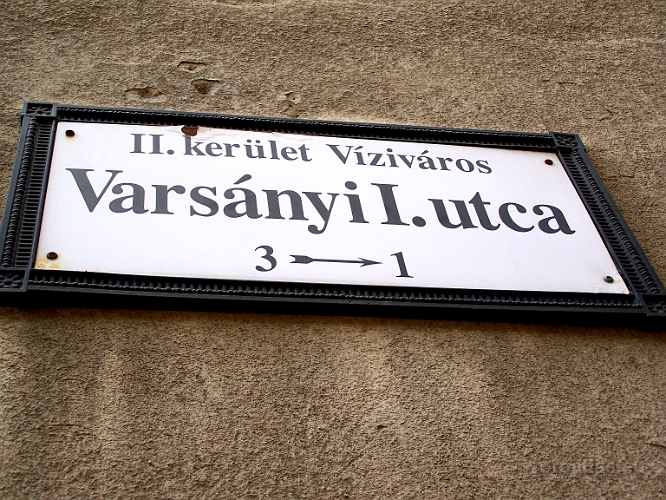 II. kerület Víziváros
Varsányi I. utca
3 → 1